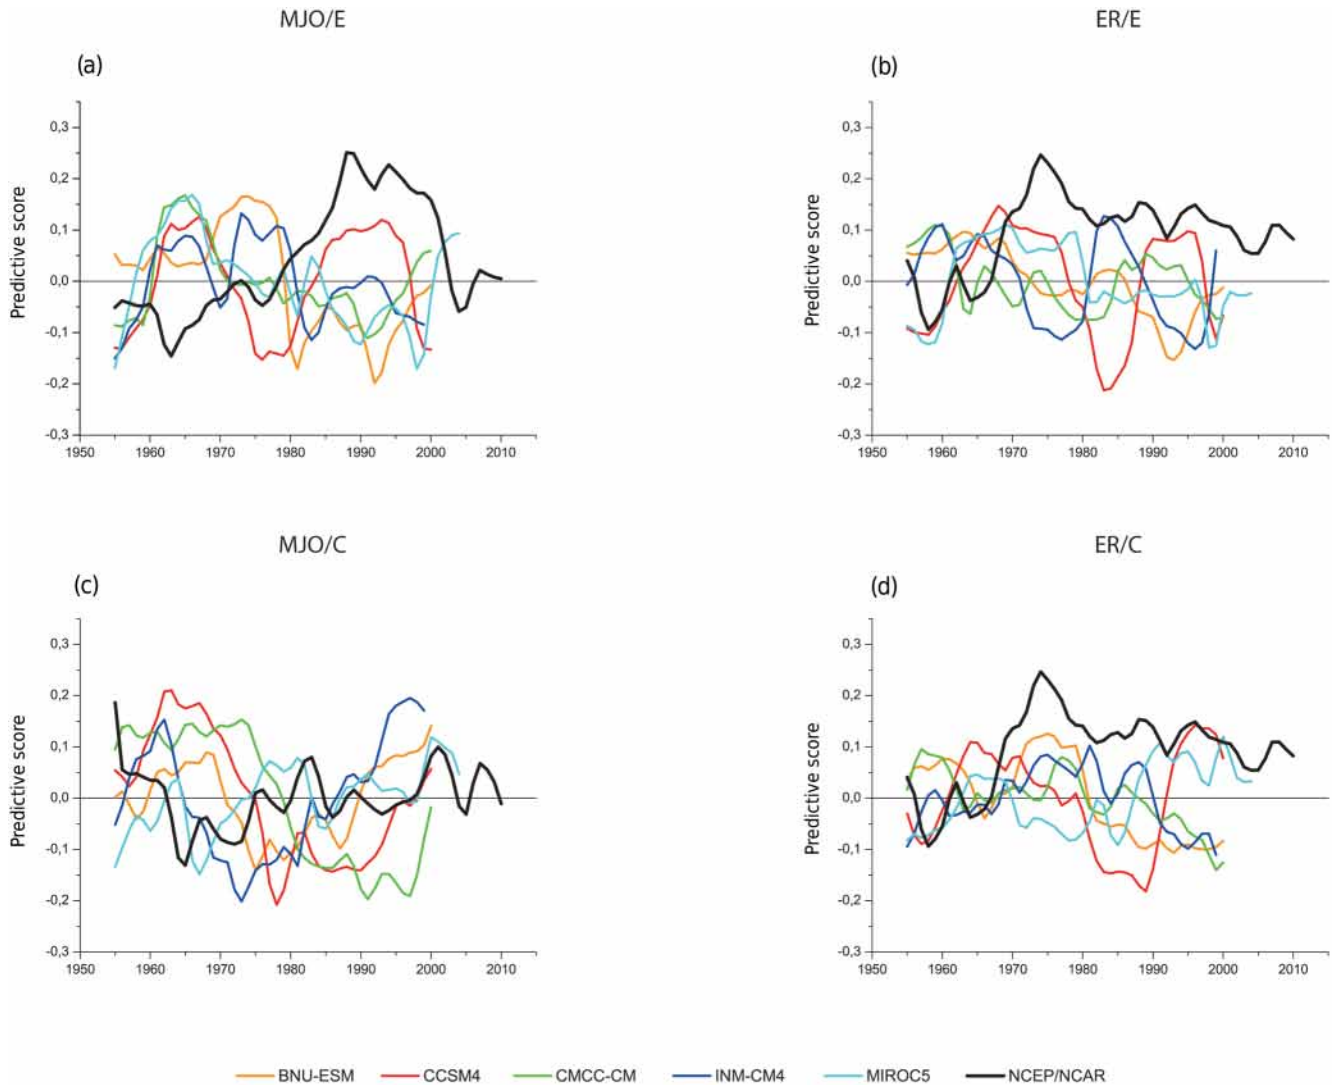 MJO/E
ER/E
(a)
(b)
Predictive score
0,3
0,2
0,1
0,0
-0,1
-0,2
-0,3
1950 1960 1970 1980 1990 2000 2010
Predictive score
0,3
0,2
0,1
0,0
-0,1
-0,2
-0,3
1950 1960 1970 1980 1990 2000 2010
MJO/C
ER/C
(c)
(d)
Predictive score
0,3
0,2
0,1
0,0
-0,1
-0,2
-0,3
1950 1960 1970 1980 1990 2000 2010
Predictive score
0,3
0,2
0,1
0,0
-0,1
-0,2
-0,3
1950 1960 1970 1980 1990 2000 2010
BNU-ESM CCSM4 CMCC-CM INM-CM4 MIROC5 NCEP/NCAR